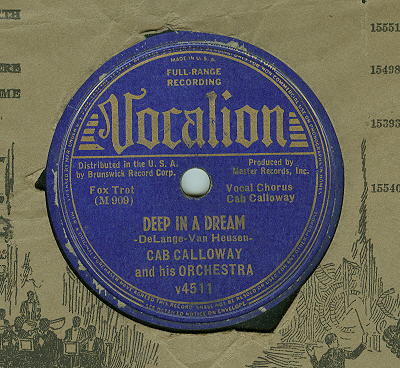 MADE IN U.S.A.
FULL-RANGE
RECORDING
Vocalion
Distributed in the U.S.A.
by Brunswick Record Corp.
Produced by
Master Records, Inc.
Fox Trot
(M 909)
Vocal Chorus
Cab Calloway
DEEP IN A DREAM
-DeLange-Van Heusen-
CAB CALLOWAY
and his ORCHESTRA
v4511
ME
15551
15498
15393
15540